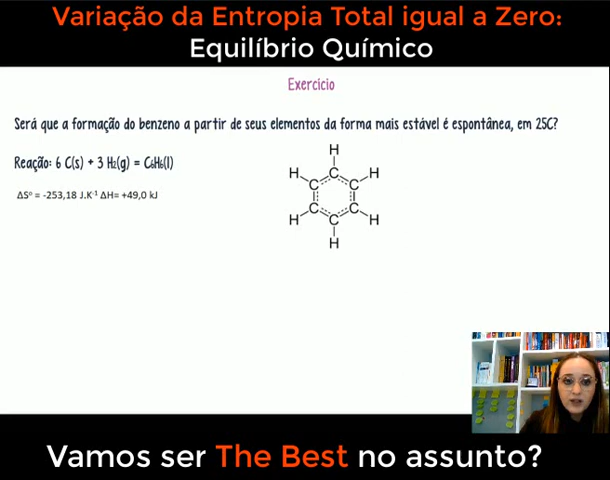 Variação da Entropia Total igual a Zero:
Equilíbrio Químico
Exercício
Será que a formação do benzeno a partir de seus elementos da forma mais estável é espontânea, em 25C?
Reação: 6 C(s) + 3 H₂(g) = C₆H₆(l)
ΔS° = -253,18 J.K⁻¹ ΔH= +49,0 kJ
H
H C C H
C C
H C C H
H
Vamos ser The Best no assunto?